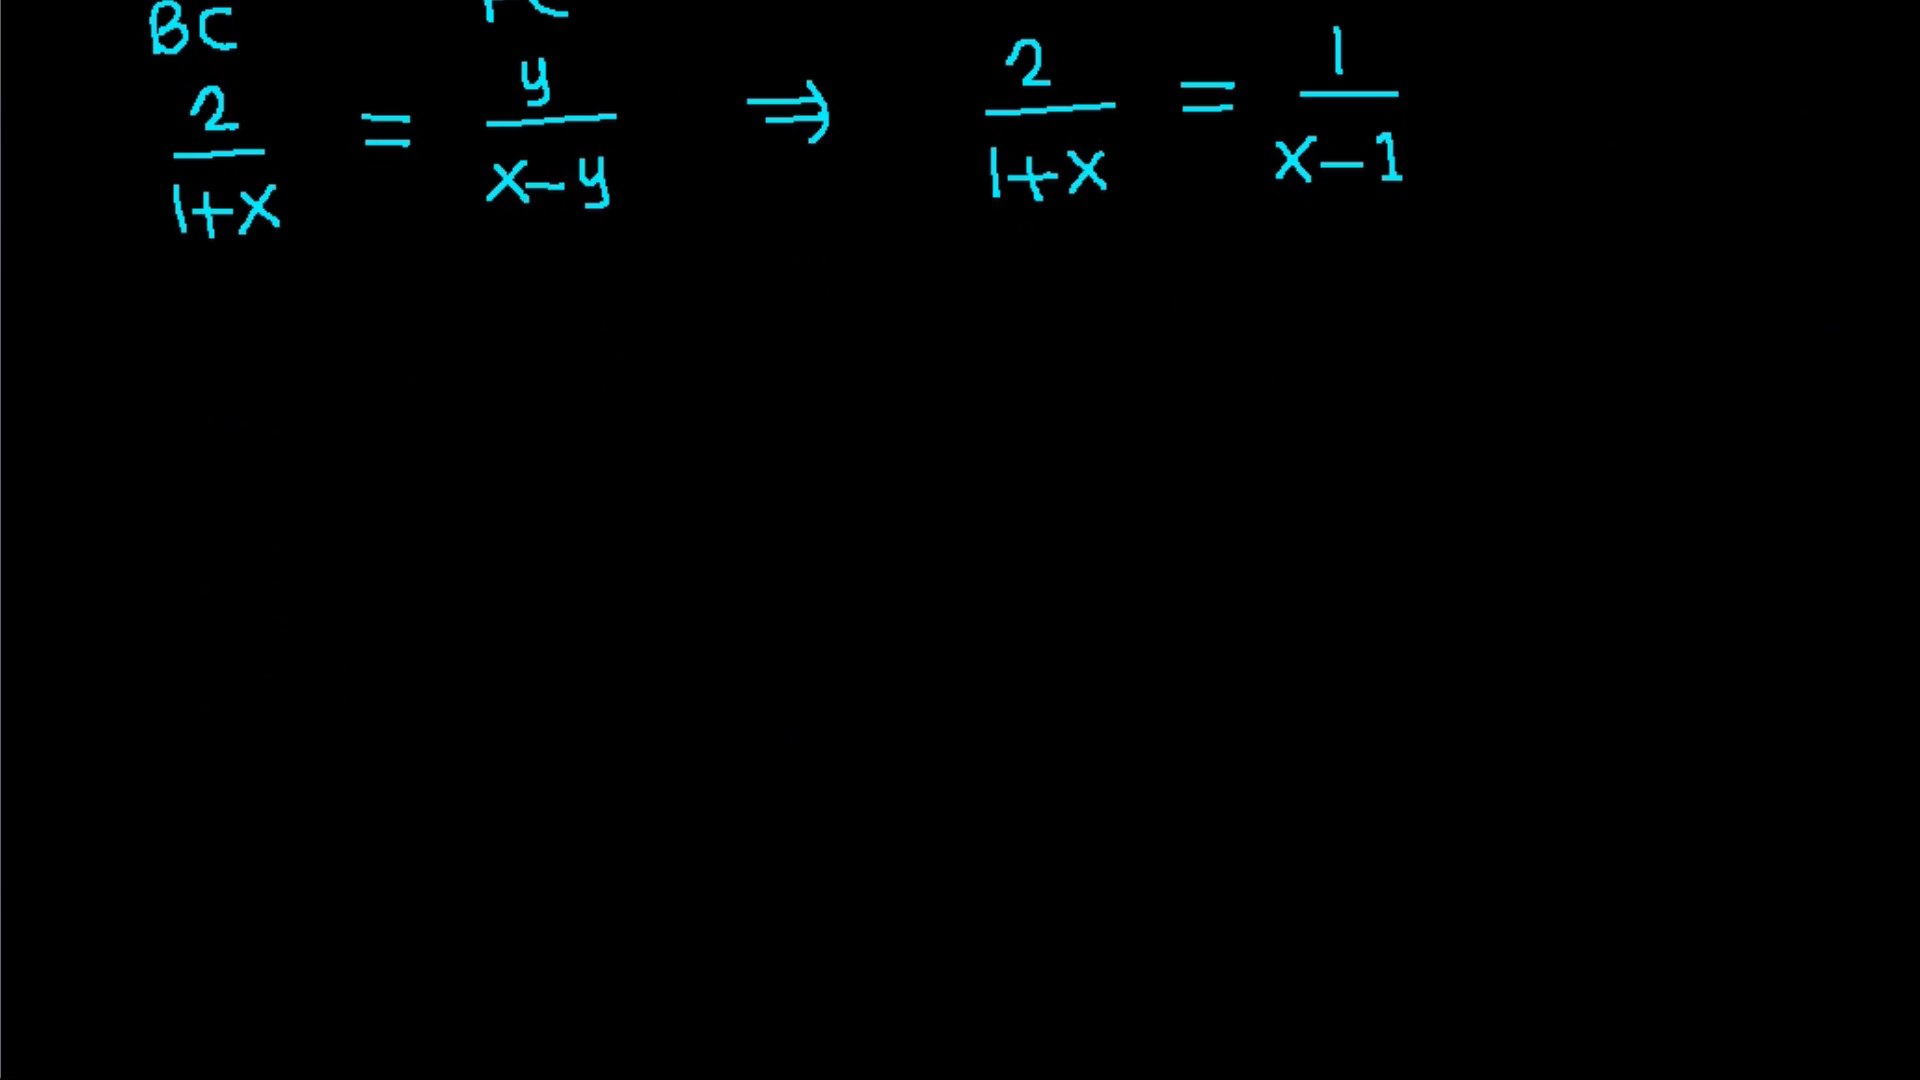 BC
2/(1+x) = y/(x-y) ⇒ 2/(1+x) = 1/(x-1)